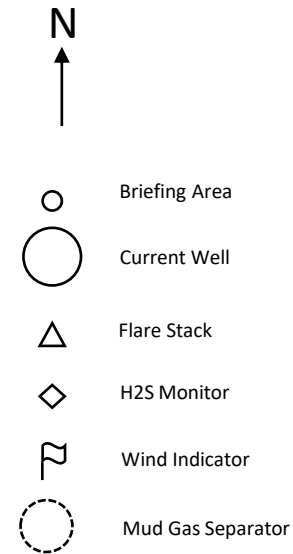 N
Briefing Area
Current Well
Flare Stack
H2S Monitor
Wind Indicator
Mud Gas Separator